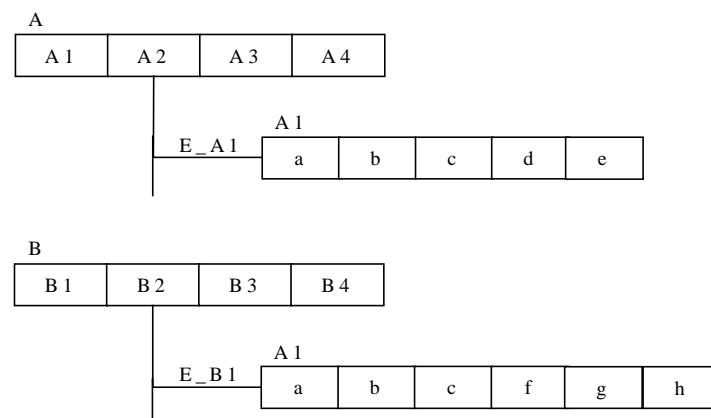 A
A 1 A 2 A 3 A 4
A 1
E _ A 1
a b c d e
B
B 1 B 2 B 3 B 4
A 1
E _ B 1
a b c f g h